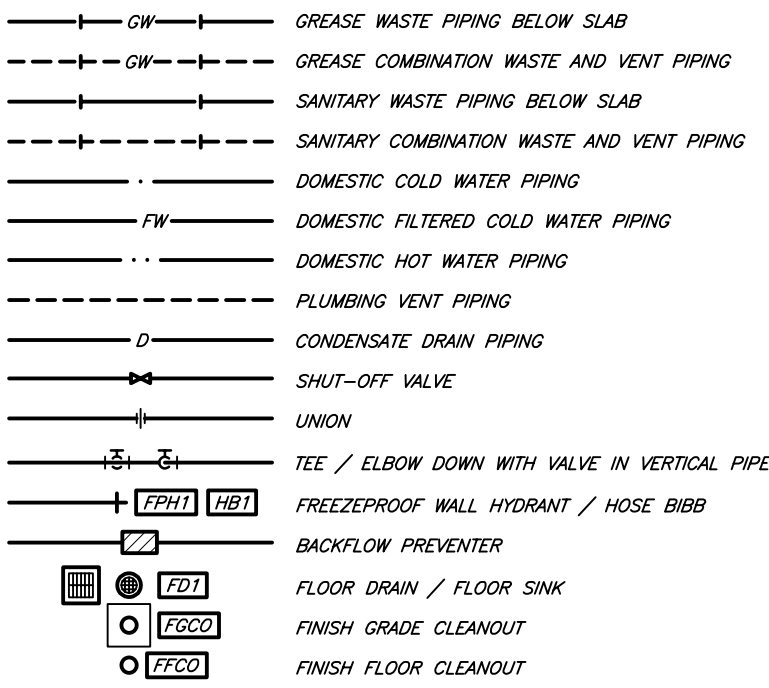 GW GREASE WASTE PIPING BELOW SLAB
GW GREASE COMBINATION WASTE AND VENT PIPING
SANITARY WASTE PIPING BELOW SLAB
SANITARY COMBINATION WASTE AND VENT PIPING
DOMESTIC COLD WATER PIPING
FW DOMESTIC FILTERED COLD WATER PIPING
DOMESTIC HOT WATER PIPING
PLUMBING VENT PIPING
D CONDENSATE DRAIN PIPING
SHUT-OFF VALVE
UNION
TEE / ELBOW DOWN WITH VALVE IN VERTICAL PIPE
FPH1 HB1 FREEZEPROOF WALL HYDRANT / HOSE BIBB
BACKFLOW PREVENTER
FD1 FLOOR DRAIN / FLOOR SINK
FGCO FINISH GRADE CLEANOUT
FFCO FINISH FLOOR CLEANOUT